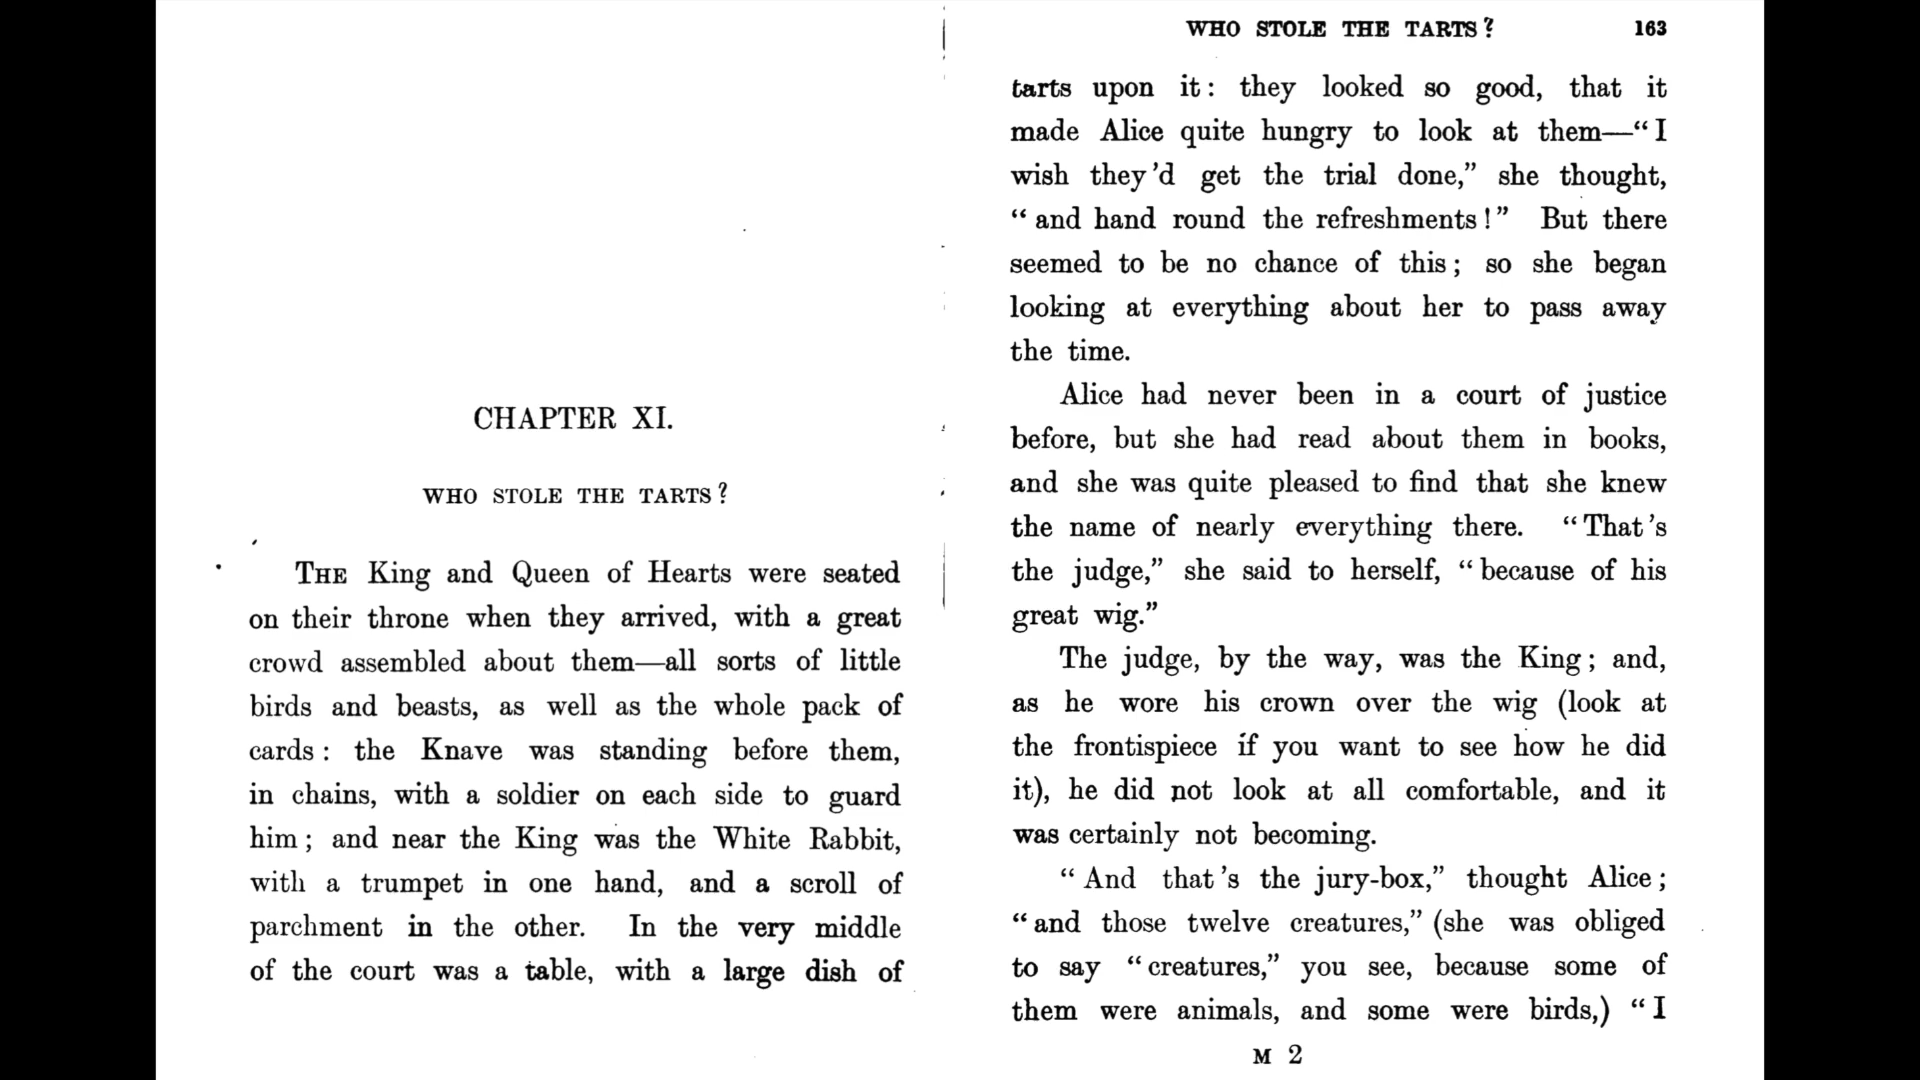 CHAPTER XI.
WHO STOLE THE TARTS?
THE King and Queen of Hearts were seated
on their throne when they arrived, with a great
crowd assembled about them—all sorts of little
birds and beasts, as well as the whole pack of
cards: the Knave was standing before them,
in chains, with a soldier on each side to guard
him; and near the King was the White Rabbit,
with a trumpet in one hand, and a scroll of
parchment in the other. In the very middle
of the court was a table, with a large dish of
WHO STOLE THE TARTS? 163
tarts upon it: they looked so good, that it
made Alice quite hungry to look at them—“I
wish they’d get the trial done,” she thought,
“and hand round the refreshments!” But there
seemed to be no chance of this; so she began
looking at everything about her to pass away
the time.
Alice had never been in a court of justice
before, but she had read about them in books,
and she was quite pleased to find that she knew
the name of nearly everything there. “That’s
the judge,” she said to herself, “because of his
great wig.”
The judge, by the way, was the King; and,
as he wore his crown over the wig (look at
the frontispiece if you want to see how he did
it), he did not look at all comfortable, and it
was certainly not becoming.
“And that’s the jury-box,” thought Alice;
“and those twelve creatures,” (she was obliged
to say “creatures,” you see, because some of
them were animals, and some were birds,) “I
M 2